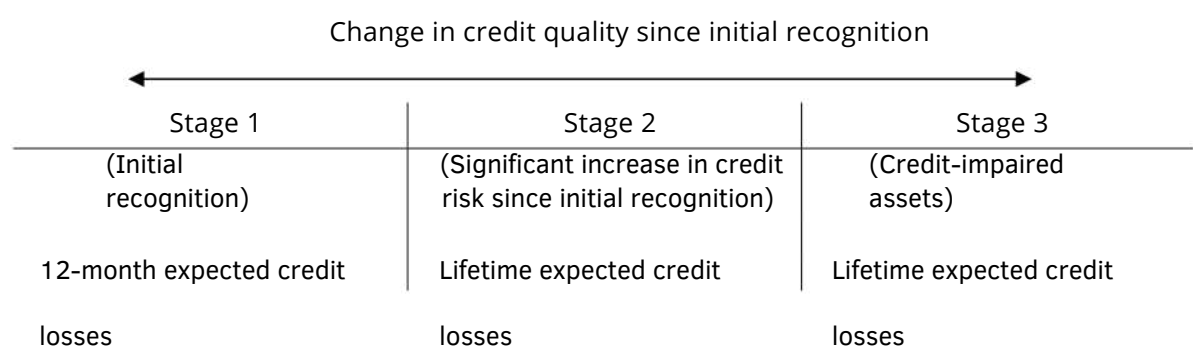 Change in credit quality since initial recognition
Stage 1
Stage 2
Stage 3
(Initial
recognition)
(Significant increase in credit
risk since initial recognition)
(Credit-impaired
assets)
12-month expected credit
losses
Lifetime expected credit
losses
Lifetime expected credit
losses